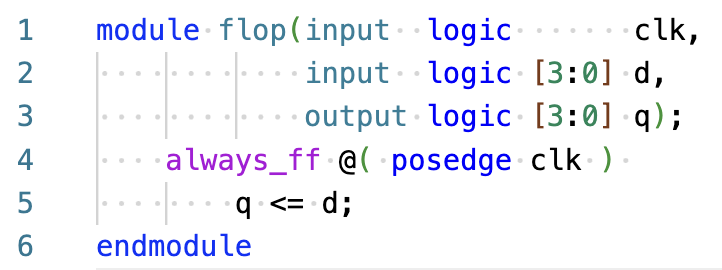 1 module flop(input  logic       clk,
2             input  logic [3:0] d,
3             output logic [3:0] q);
4     always_ff @( posedge clk )
5         q <= d;
6 endmodule